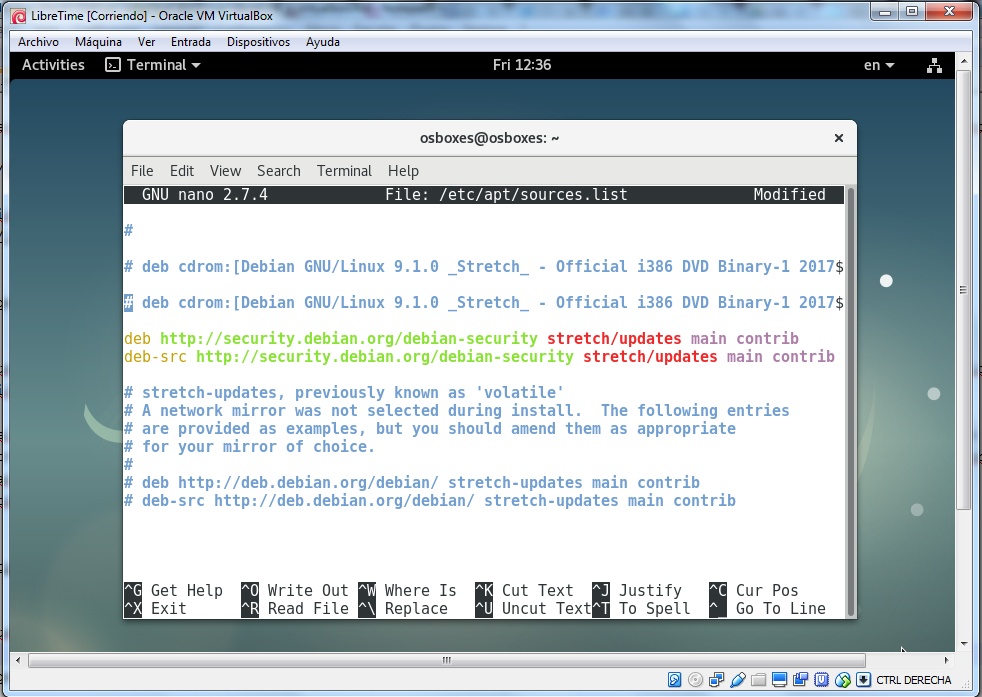 LibreTime [Corriendo] - Oracle VM VirtualBox
Archivo Máquina Ver Entrada Dispositivos Ayuda
Activities Terminal Fri 12:36 en
osboxes@osboxes: ~
File Edit View Search Terminal Help
GNU nano 2.7.4 File: /etc/apt/sources.list Modified
#
# deb cdrom:[Debian GNU/Linux 9.1.0 _Stretch_ - Official i386 DVD Binary-1 2017$
# deb cdrom:[Debian GNU/Linux 9.1.0 _Stretch_ - Official i386 DVD Binary-1 2017$
deb http://security.debian.org/debian-security stretch/updates main contrib
deb-src http://security.debian.org/debian-security stretch/updates main contrib
# stretch-updates, previously known as 'volatile'
# A network mirror was not selected during install.  The following entries
# are provided as examples, but you should amend them as appropriate
# for your mirror of choice.
#
# deb http://deb.debian.org/debian/ stretch-updates main contrib
# deb-src http://deb.debian.org/debian/ stretch-updates main contrib
^G Get Help ^O Write Out ^W Where Is ^K Cut Text ^J Justify ^C Cur Pos
^X Exit ^R Read File ^\ Replace ^U Uncut Text ^T To Spell ^_ Go To Line
CTRL DERECHA